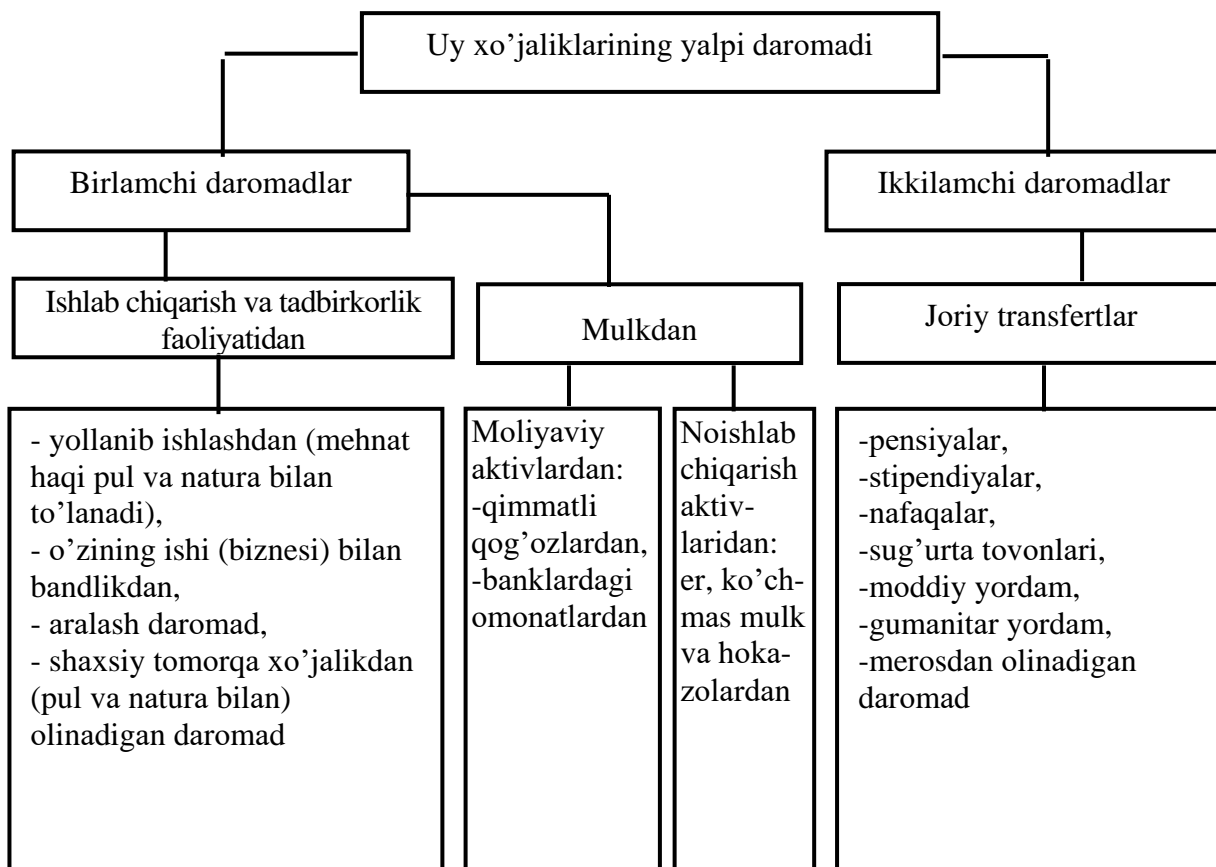 Uy xo’jaliklarining yalpi daromadi
Birlamchi daromadlar
Ikkilamchi daromadlar
Ishlab chiqarish va tadbirkorlik
faoliyatidan
Mulkdan
Joriy transfertlar
- yollanib ishlashdan (mehnat
haqi pul va natura bilan
to’lanadi),
- o’zining ishi (biznesi) bilan
bandlikdan,
- aralash daromad,
- shaxsiy tomorqa xo’jalikdan
(pul va natura bilan)
olinadigan daromad
Moliyaviy
aktivlardan:
-qimmatli
qog’ozlardan,
-banklardagi
omonatlardan
Noishlab
chiqarish
aktiv-
laridan:
er, ko’ch-
mas mulk
va hoka-
zolardan
-pensiyalar,
-stipendiyalar,
-nafaqalar,
-sug’urta tovonlari,
-moddiy yordam,
-gumanitar yordam,
-merosdan olinadigan
daromad